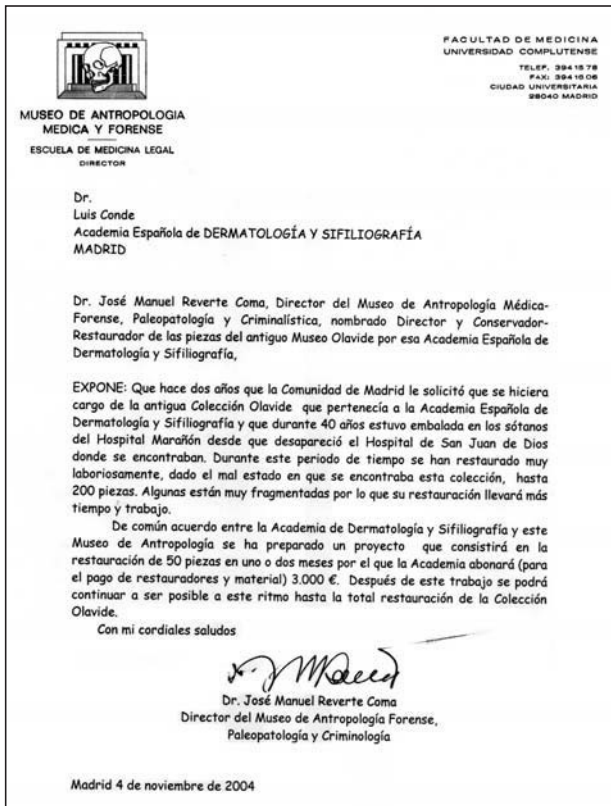 MUSEO DE ANTROPOLOGIA
MEDICA Y FORENSE
ESCUELA DE MEDICINA LEGAL
DIRECTOR
FACULTAD DE MEDICINA
UNIVERSIDAD COMPLUTENSE
TELEF. 394 15 78
FAX: 394 16 06
CIUDAD UNIVERSITARIA
28040 MADRID
Dr.
Luis Conde
Academia Española de DERMATOLOGÍA Y SIFILIOGRAFÍA
MADRID
Dr. José Manuel Reverte Coma, Director del Museo de Antropología Médica-
Forense, Paleopatología y Criminalística, nombrado Director y Conservador-
Restaurador de las piezas del antiguo Museo Olavide por esa Academia Española de
Dermatología y Sifiliografía,
EXPONE: Que hace dos años que la Comunidad de Madrid le solicitó que se hiciera
cargo de la antigua Colección Olavide que pertenecía a la Academia Española de
Dermatología y Sifiliografía y que durante 40 años estuvo embalada en los sótanos
del Hospital Marañón desde que desapareció el Hospital de San Juan de Dios
donde se encontraban. Durante este periodo de tiempo se han restaurado muy
laboriosamente, dado el mal estado en que se encontraba esta colección, hasta
200 piezas. Algunas están muy fragmentadas por lo que su restauración llevará más
tiempo y trabajo.
De común acuerdo entre la Academia de Dermatología y Sifiliografía y este
Museo de Antropología se ha preparado un proyecto que consistirá en la
restauración de 50 piezas en uno o dos meses por el que la Academia abonará (para
el pago de restauradores y material) 3.000 €. Después de este trabajo se podrá
continuar a ser posible a este ritmo hasta la total restauración de la Colección
Olavide.
Con mi cordiales saludos
Dr. José Manuel Reverte Coma
Director del Museo de Antropología Forense,
Paleopatología y Criminología
Madrid 4 de noviembre de 2004